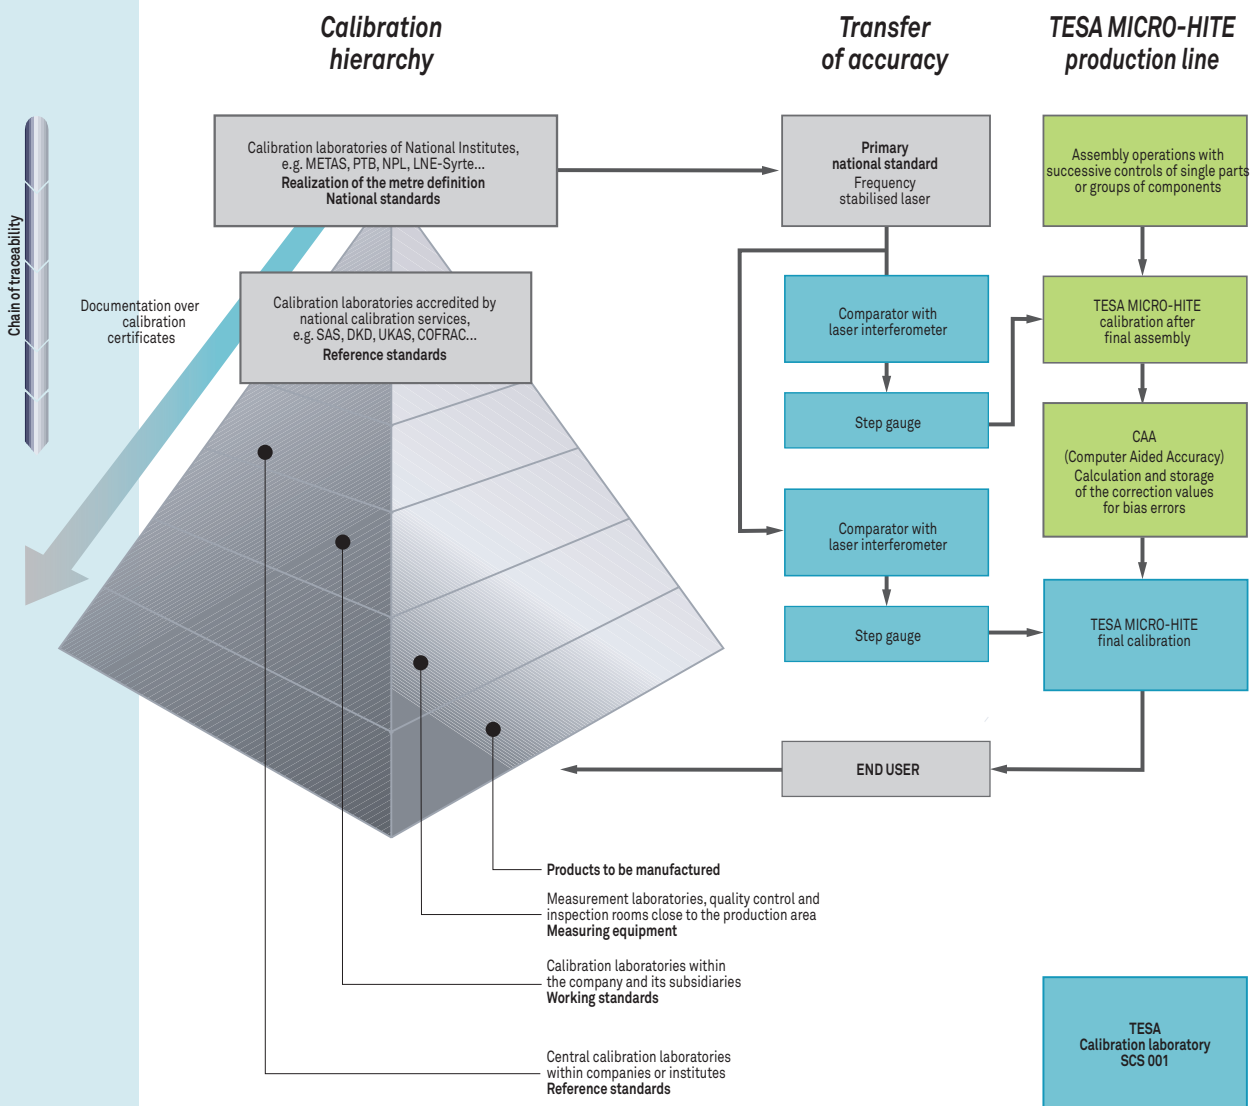 Calibration
hierarchy
Transfer
of accuracy
TESA MICRO-HITE
production line
Chain of traceability
Documentation over
calibration
certificates
Calibration laboratories of National Institutes,
e.g. METAS, PTB, NPL, LNE-Syrte...
Realization of the metre definition
National standards
Calibration laboratories accredited by
national calibration services,
e.g. SAS, DKD, UKAS, COFRAC...
Reference standards
Primary
national standard
Frequency
stabilised laser
Comparator with
laser interferometer
Step gauge
Comparator with
laser interferometer
Step gauge
Assembly operations with
successive controls of single parts
or groups of components
TESA MICRO-HITE
calibration after
final assembly
CAA
(Computer Aided Accuracy)
Calculation and storage
of the correction values
for bias errors
TESA MICRO-HITE
final calibration
END USER
Products to be manufactured
Measurement laboratories, quality control and
inspection rooms close to the production area
Measuring equipment
Calibration laboratories within
the company and its subsidiaries
Working standards
Central calibration laboratories
within companies or institutes
Reference standards
TESA
Calibration laboratory
SCS 001